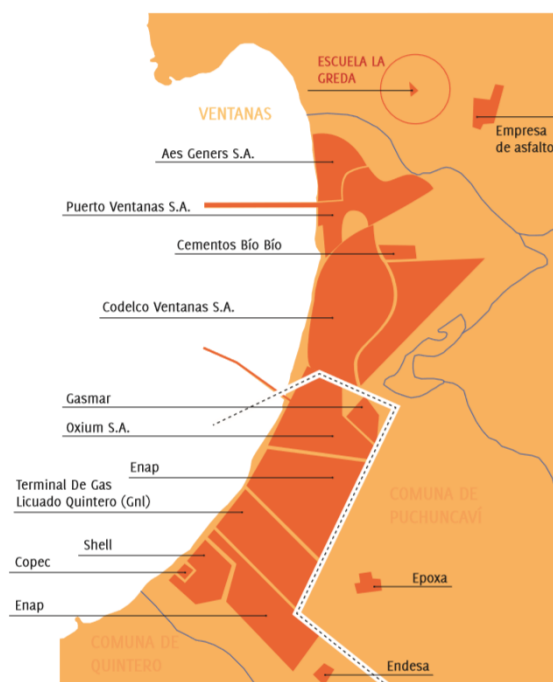 ESCUELA LA
GREDA
VENTANAS
Empresa
de asfalto
Aes Geners S.A.
Puerto Ventanas S.A.
Cementos Bío Bío
Codelco Ventanas S.A.
Gasmar
Oxium S.A.
Enap
Terminal De Gas
Licuado Quintero (Gnl)
COMUNA DE
PUCHUNCAVÍ
Shell
Copec
Epoxa
Enap
COMUNA DE
QUINTERO
Endesa